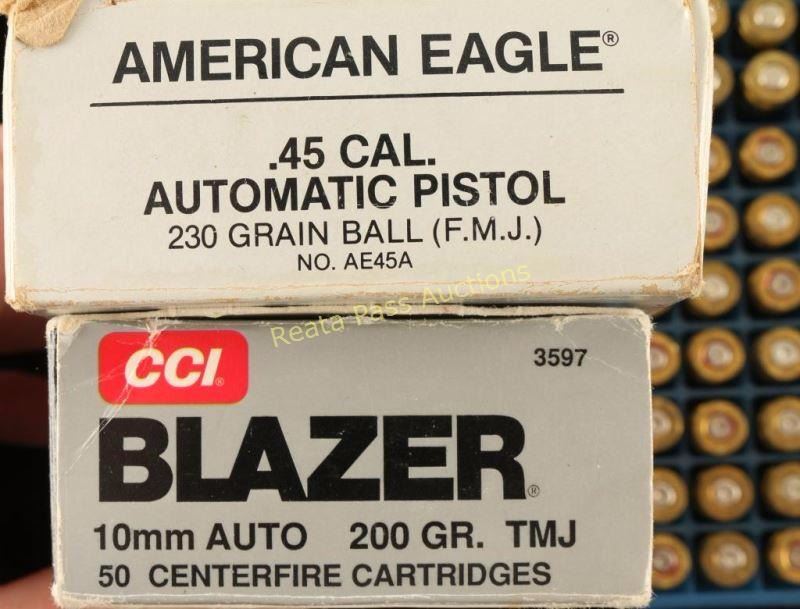 AMERICAN EAGLE®
.45 CAL.
AUTOMATIC PISTOL
230 GRAIN BALL (F.M.J.)
NO. AE45A
Reata Pass Auctions
CCI®
3597
BLAZER®
10mm AUTO 200 GR. TMJ
50 CENTERFIRE CARTRIDGES